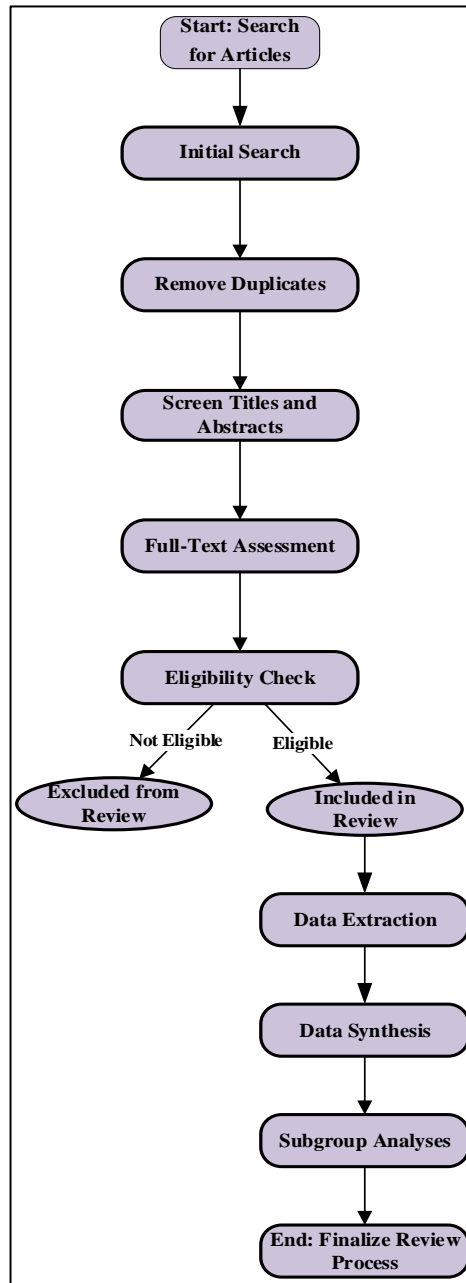 Start: Search
for Articles
Initial Search
Remove Duplicates
Screen Titles and
Abstracts
Full-Text Assessment
Eligibility Check
Not Eligible
Eligible
Excluded from
Review
Included in
Review
Data Extraction
Data Synthesis
Subgroup Analyses
End: Finalize Review
Process